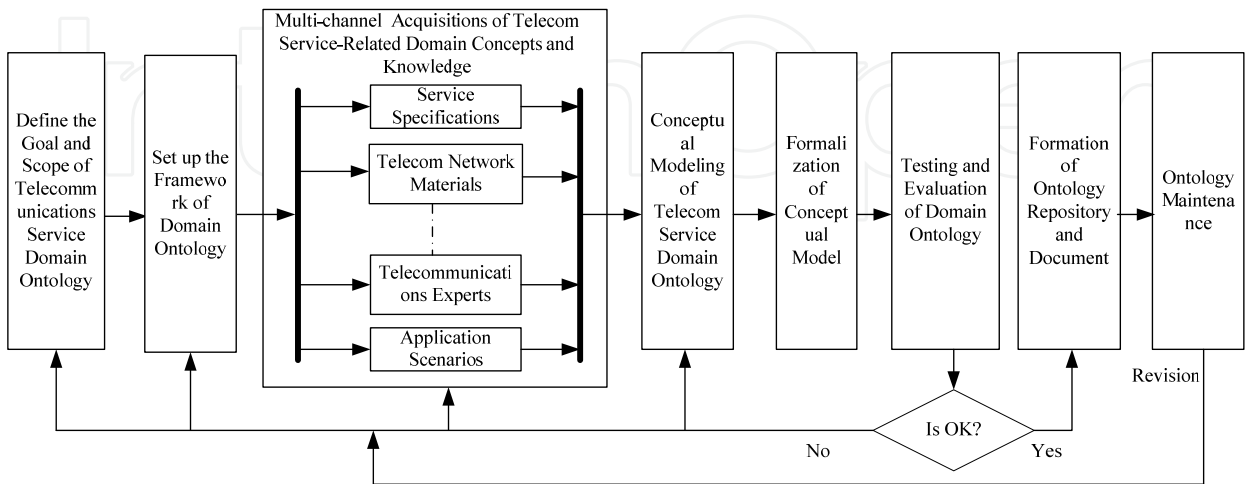 Define the
Goal and
Scope of
Telecomm
unications
Service
Domain
Ontology
Set up the
Framewo
rk of
Domain
Ontology
Multi-channel Acquisitions of Telecom
Service-Related Domain Concepts and
Knowledge
Service
Specifications
Telecom Network
Materials
Telecommunicati
ons Experts
Application
Scenarios
Conceptu
al
Modeling
of
Telecom
Service
Domain
Ontology
Formali
zation
of
Concept
ual
Model
Testing and
Evaluation
of Domain
Ontology
Formation
of
Ontology
Repository
and
Document
Ontology
Maintena
nce
Revision
Is OK?
No
Yes